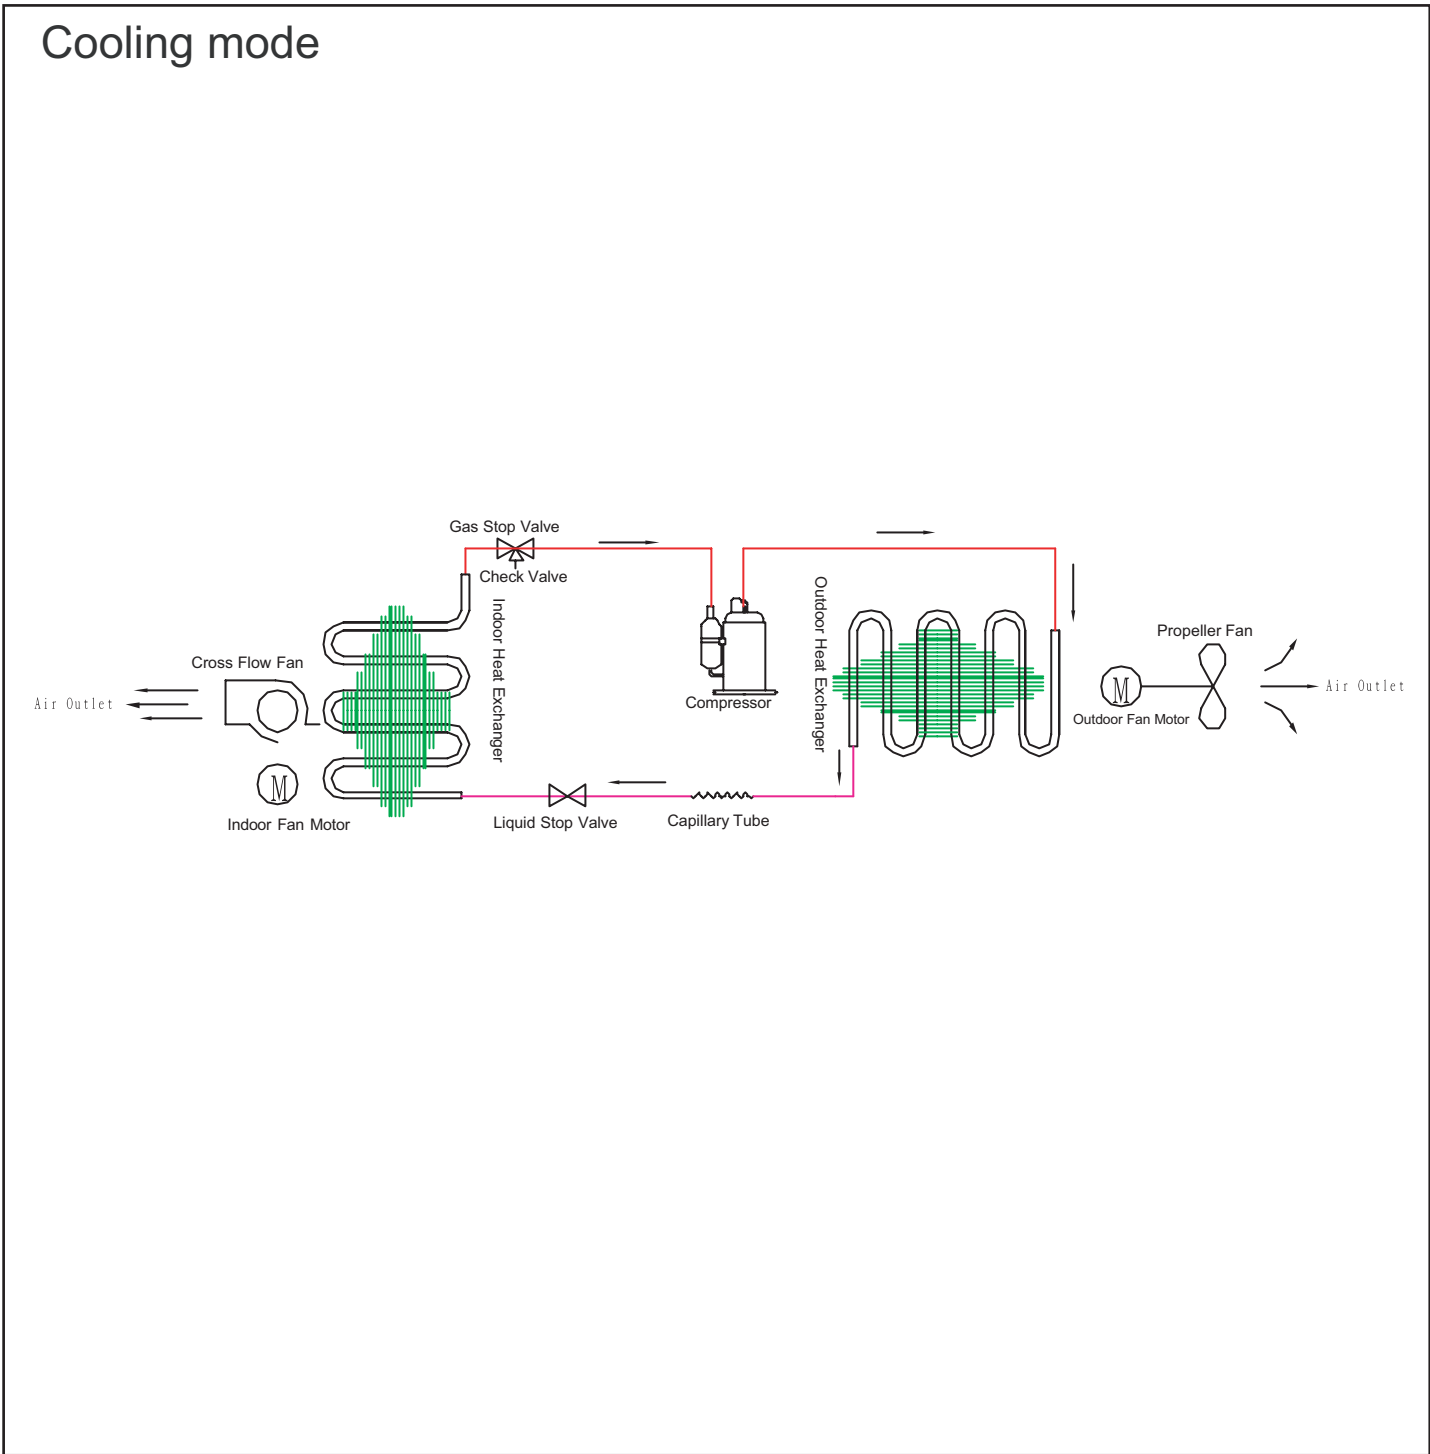 Cooling mode
Gas Stop Valve
Check Valve
Indoor Heat Exchanger
Outdoor Heat Exchanger
Propeller Fan
Cross Flow Fan
Air Outlet
M
Air Outlet
Compressor
Outdoor Fan Motor
M
Indoor Fan Motor
Liquid Stop Valve
Capillary Tube